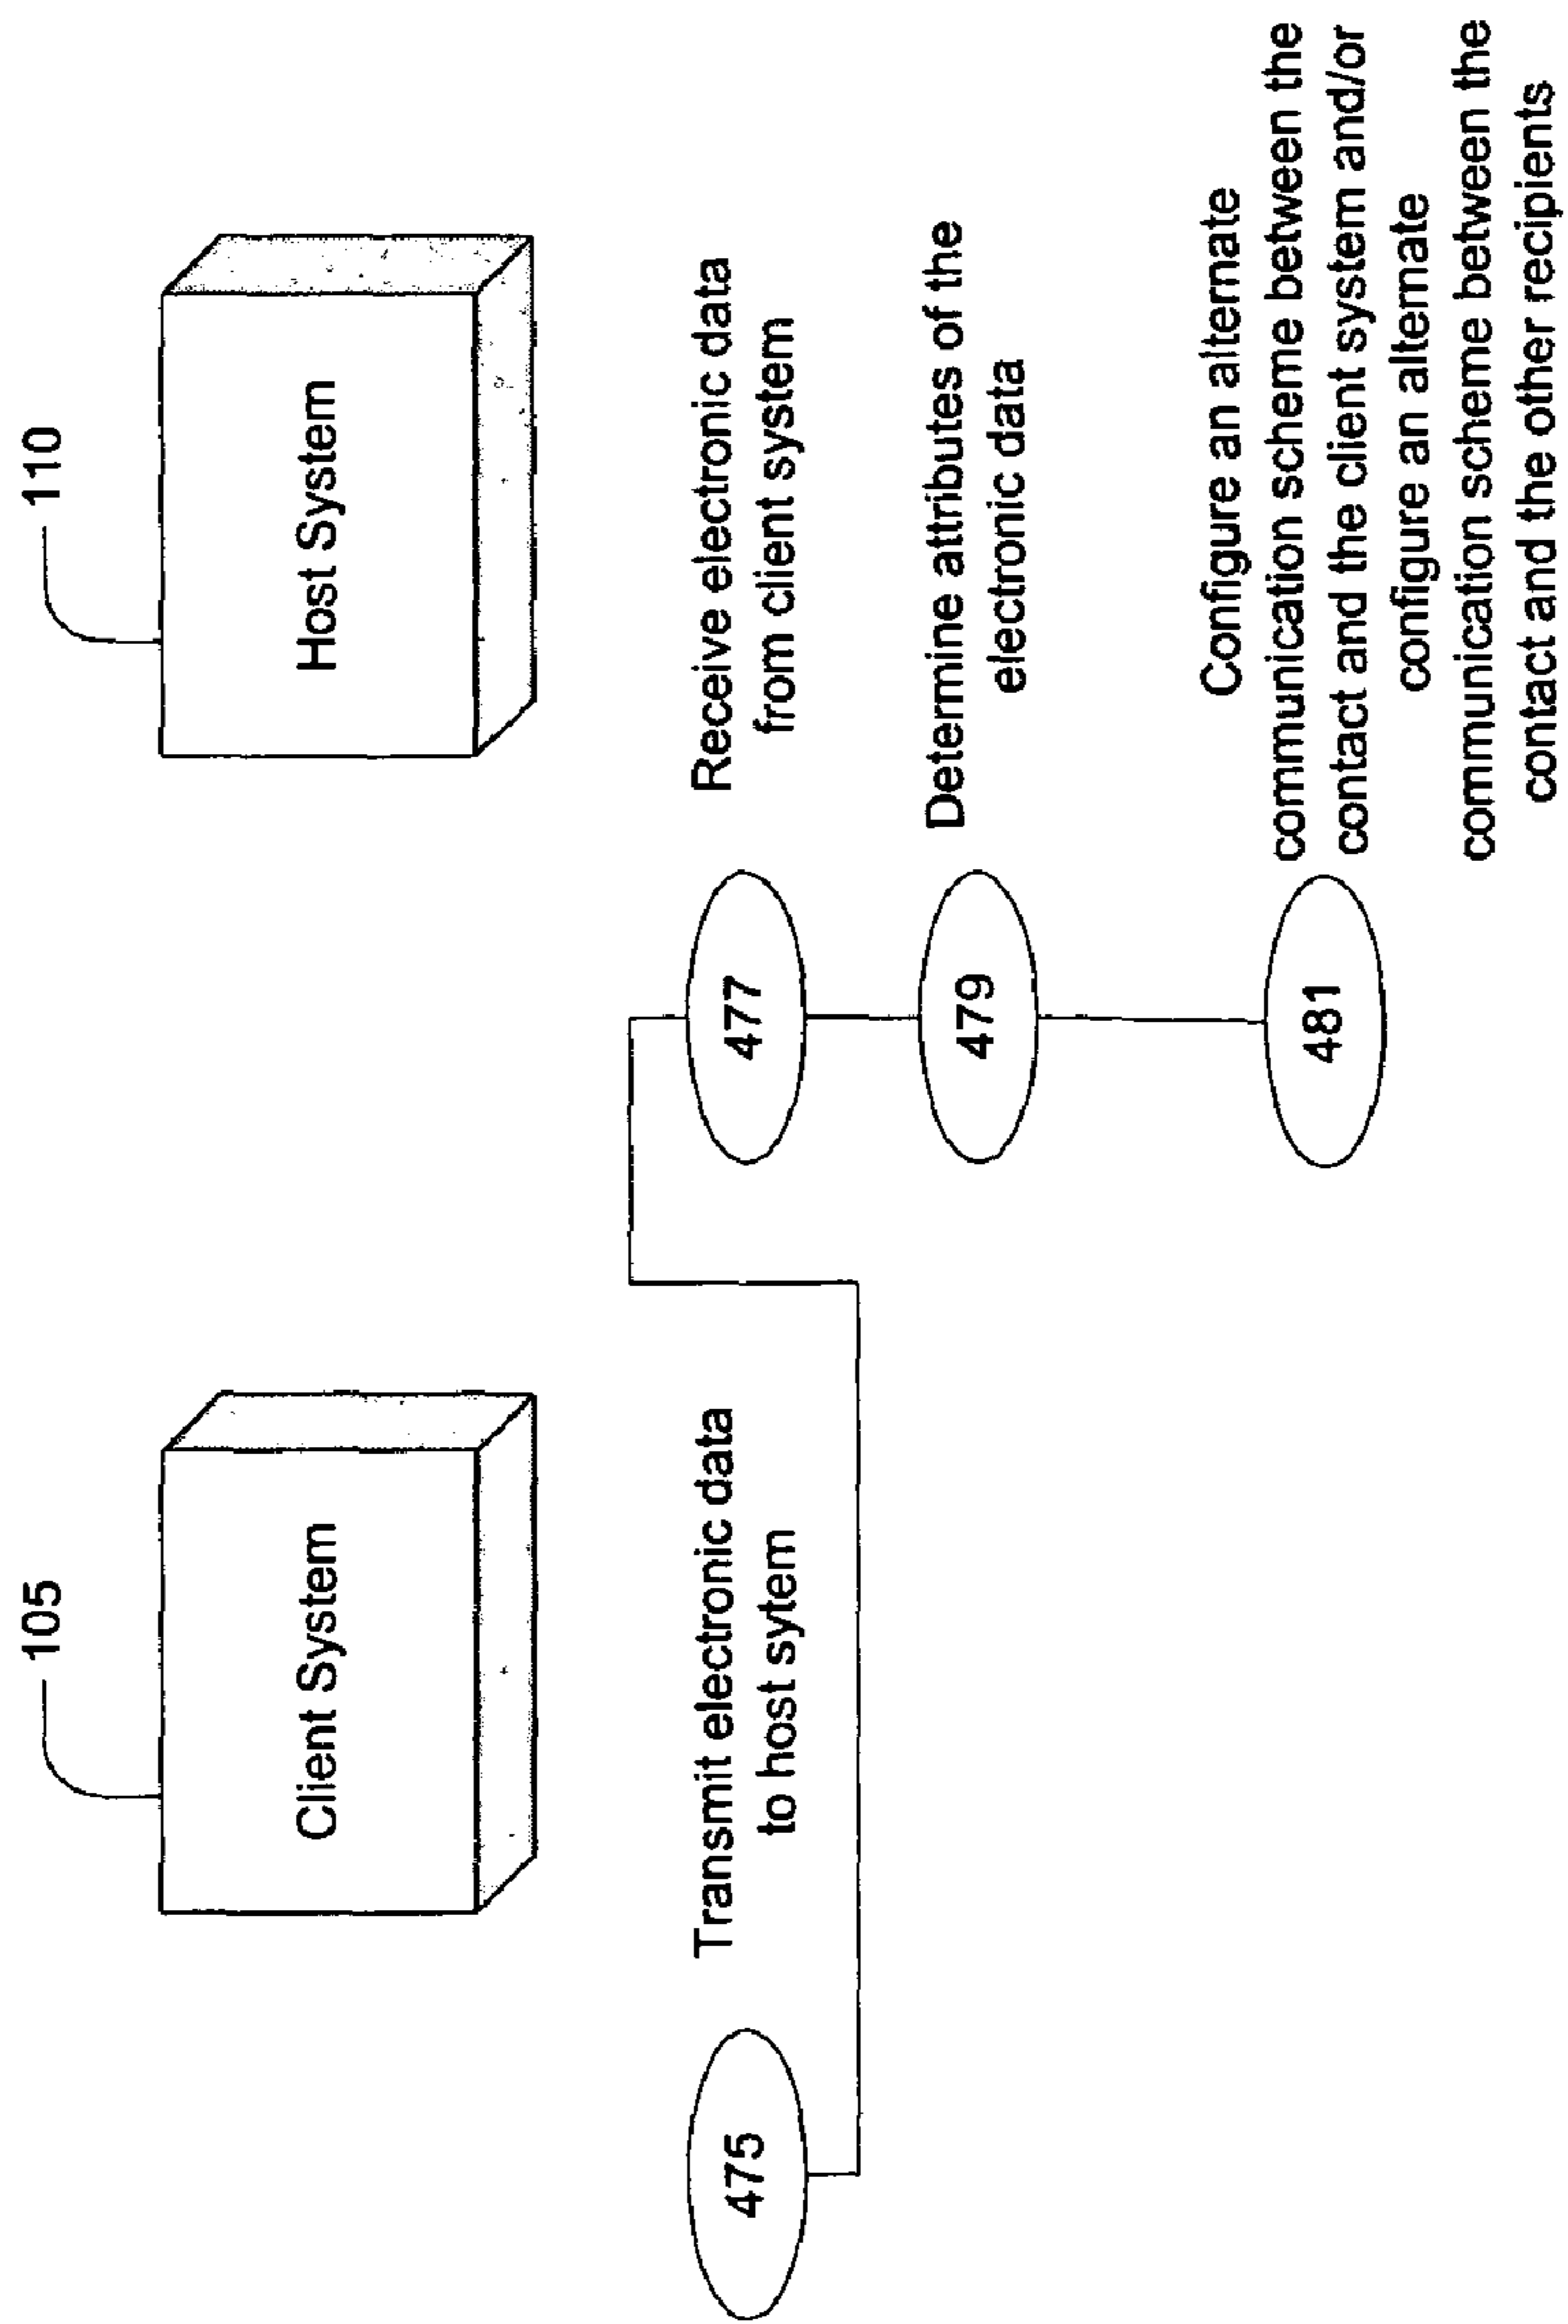 105
110
Client System
Host System
475
Transmit electronic data
to host sytem
477
Receive electronic data
from client system
479
Determine attributes of the
electronic data
481
Configure an alternate
communication scheme between the
contact and the client system and/or
configure an alternate
communication scheme between the
contact and the other recipients